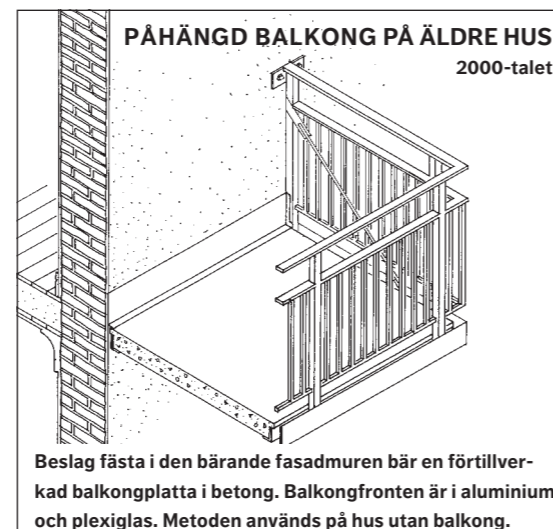 PÅHÄNGD BALKONG PÅ ÄLDRE HUS
2000-talet
Beslag fästa i den bärande fasadmuren bär en förtillver-
kad balkongplatta i betong. Balkongfronten är i aluminium
och plexiglas. Metoden används på hus utan balkong.